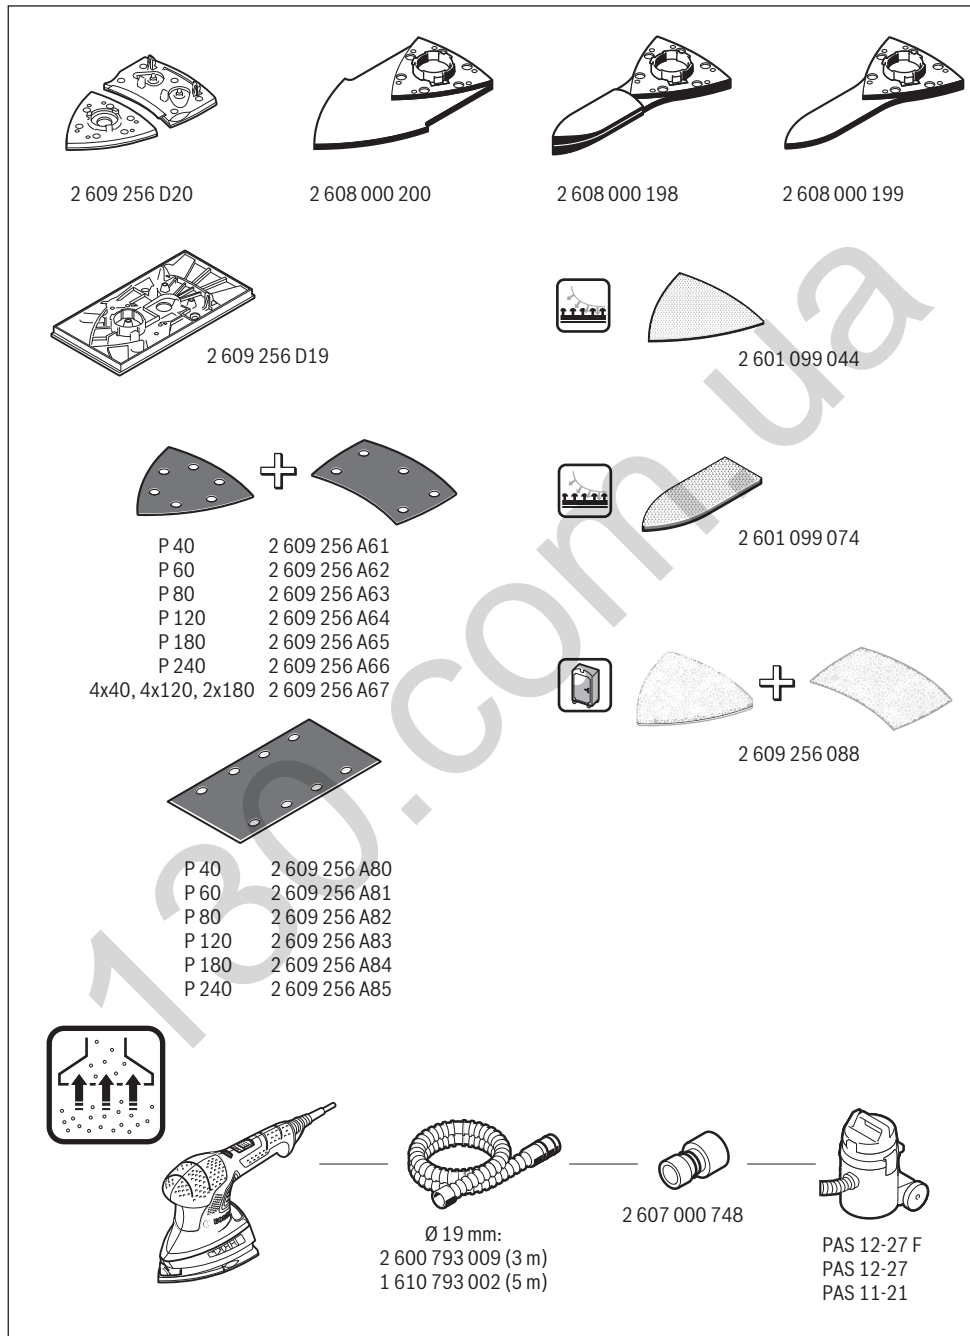 2 609 256 D20
2 608 000 200
2 608 000 198
2 608 000 199
2 609 256 D19
2 601 099 044
P 40 2 609 256 A61
P 60 2 609 256 A62
P 80 2 609 256 A63
P 120 2 609 256 A64
P 180 2 609 256 A65
P 240 2 609 256 A66
4x40, 4x120, 2x180 2 609 256 A67
2 601 099 074
2 609 256 088
P 40 2 609 256 A80
P 60 2 609 256 A81
P 80 2 609 256 A82
P 120 2 609 256 A83
P 180 2 609 256 A84
P 240 2 609 256 A85
Ø 19 mm:
2 600 793 009 (3 m)
1 610 793 002 (5 m)
2 607 000 748
PAS 12-27 F
PAS 12-27
PAS 11-21
130.com.ua